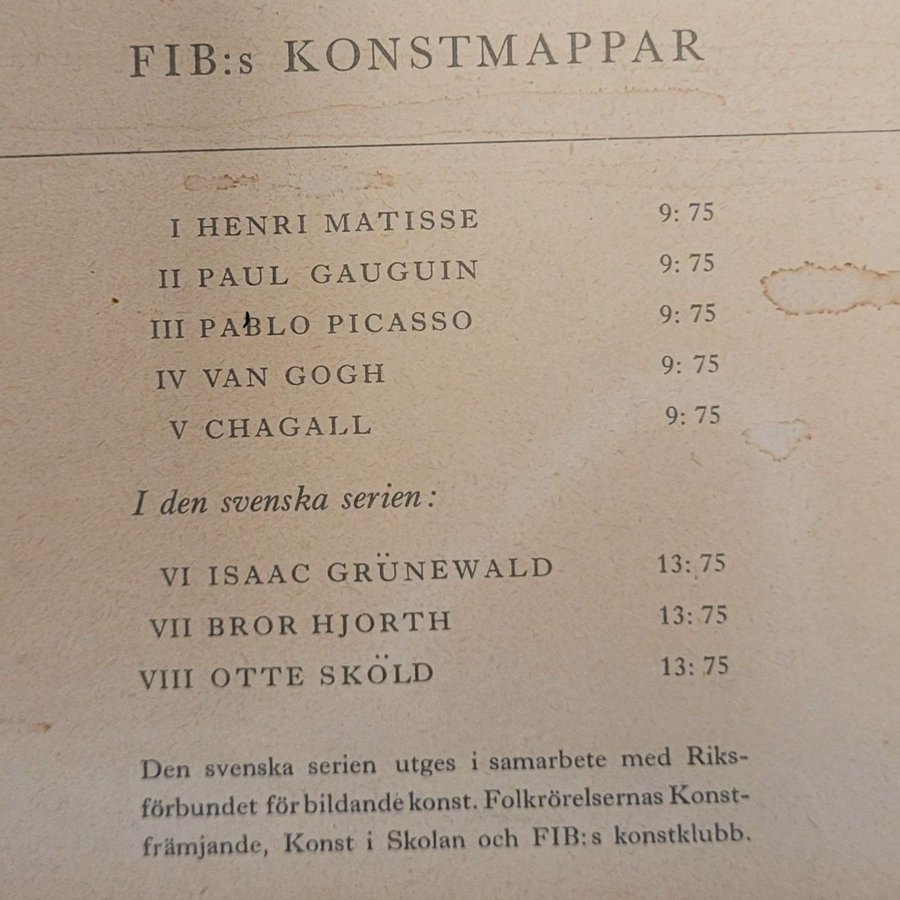 FIB:s KONSTMAPPAR
I HENRI MATISSE 9: 75
II PAUL GAUGUIN 9: 75
III PABLO PICASSO 9: 75
IV VAN GOGH 9: 75
V CHAGALL 9: 75
I den svenska serien:
VI ISAAC GRÜNEWALD 13: 75
VII BROR HJORTH 13: 75
VIII OTTE SKÖLD 13: 75
Den svenska serien utges i samarbete med Riks-
förbundet för bildande konst. Folkrörelsernas Konst-
främjande, Konst i Skolan och FIB:s konstklubb.